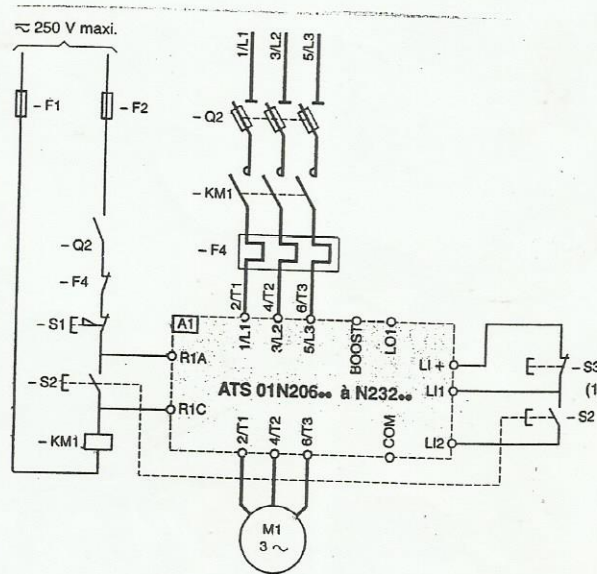 ≂ 250 V maxi.
1/L1
3/L2
5/L3
– F1
– F2
– Q2
– KM1
– Q2
– F4
– F4
– S1
2/T1
4/T2
6/T3
A1
1/L1
3/L2
5/L3
BOOST
LO1
R1A
LI +
– S3
– S2
ATS 01N206•• à N232••
LI1
(1
R1C
– S2
– KM1
2/T1
4/T2
6/T3
COM
LI2
M1
3 ~